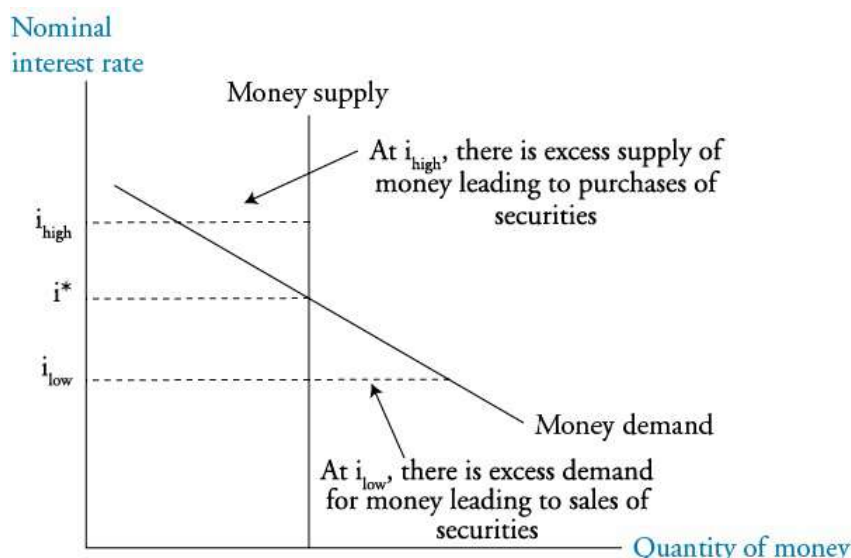 Nominal
interest rate
Money supply
At i_high, there is excess supply of
money leading to purchases of
securities
i_high
i*
i_low
Money demand
At i_low, there is excess demand
for money leading to sales of
securities
Quantity of money